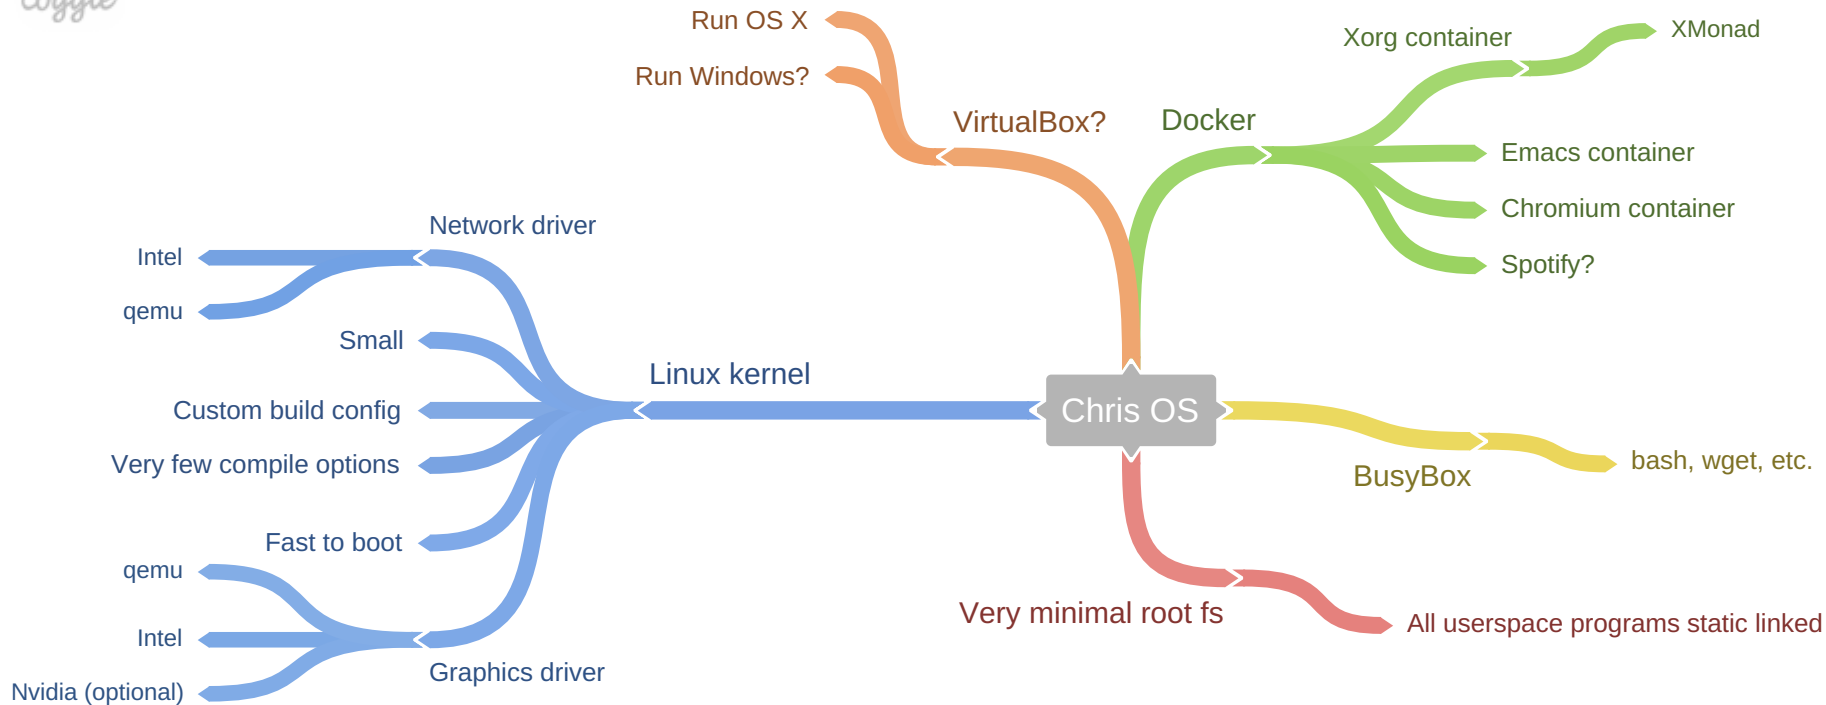 coggle
Run OS X
Run Windows?
VirtualBox?
Docker
Xorg container
XMonad
Emacs container
Chromium container
Spotify?
Network driver
Intel
qemu
Small
Custom build config
Very few compile options
Fast to boot
qemu
Intel
Nvidia (optional)
Graphics driver
Linux kernel
Chris OS
BusyBox
bash, wget, etc.
Very minimal root fs
All userspace programs static linked